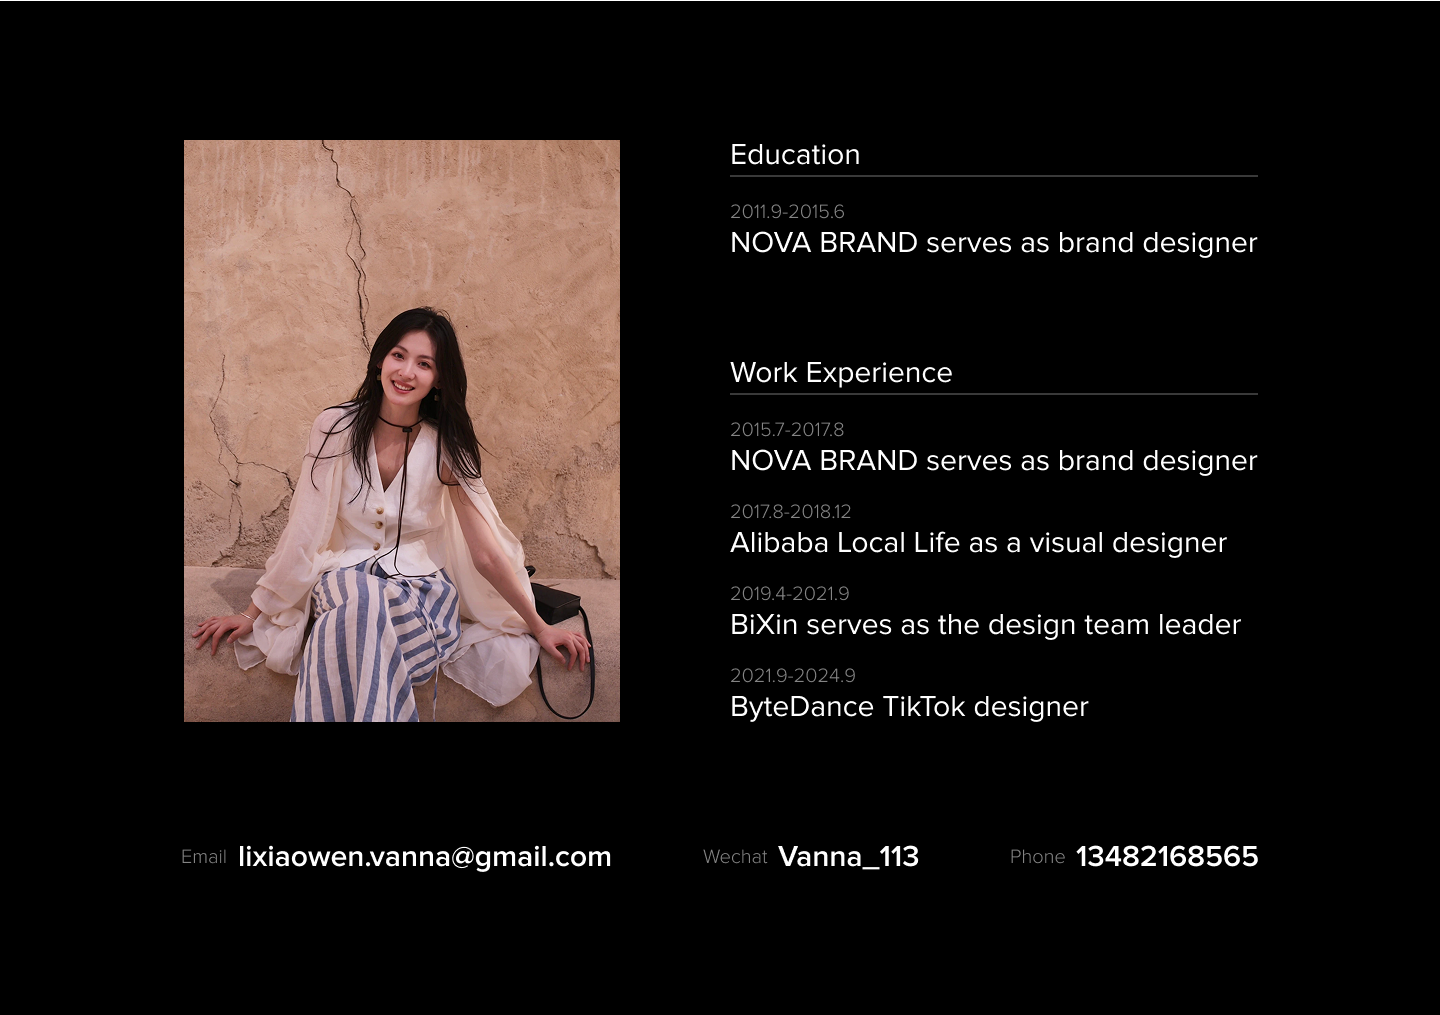 Education
2011.9-2015.6
NOVA BRAND serves as brand designer
Work Experience
2015.7-2017.8
NOVA BRAND serves as brand designer
2017.8-2018.12
Alibaba Local Life as a visual designer
2019.4-2021.9
BiXin serves as the design team leader
2021.9-2024.9
ByteDance TikTok designer
Email lixiaowen.vanna@gmail.com
Wechat Vanna_113
Phone 13482168565